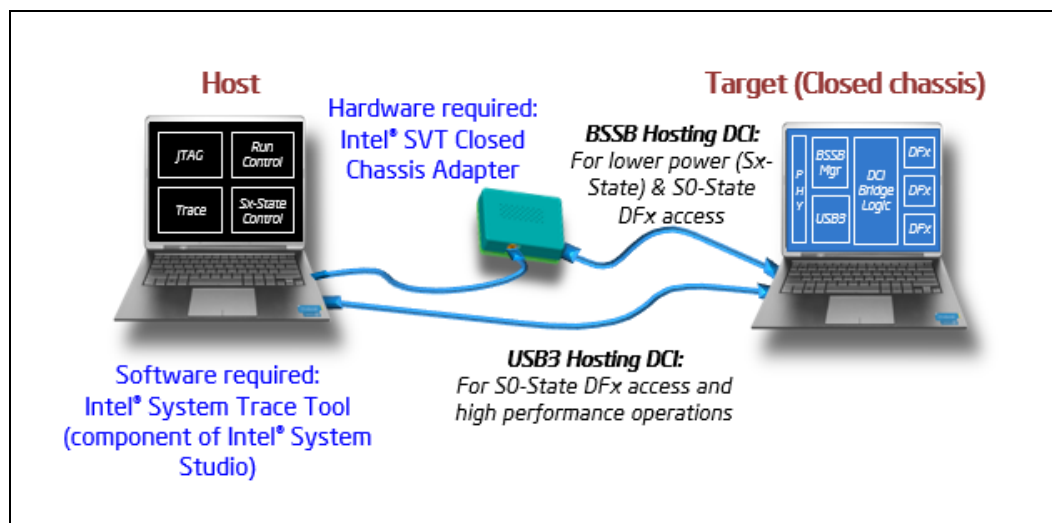 Host
Target (Closed chassis)
Hardware required:
Intel® SVT Closed
Chassis Adapter
BSSB Hosting DCI:
For lower power (Sx-
State) & S0-State
DFx access
JTAG
Run
Control
Trace
Sx-State
Control
P
H
Y
BSSB
Mgr
USB3
DCI
Bridge
Logic
DFx
DFx
DFx
USB3 Hosting DCI:
For S0-State DFx access and
high performance operations
Software required:
Intel® System Trace Tool
(component of Intel® System
Studio)